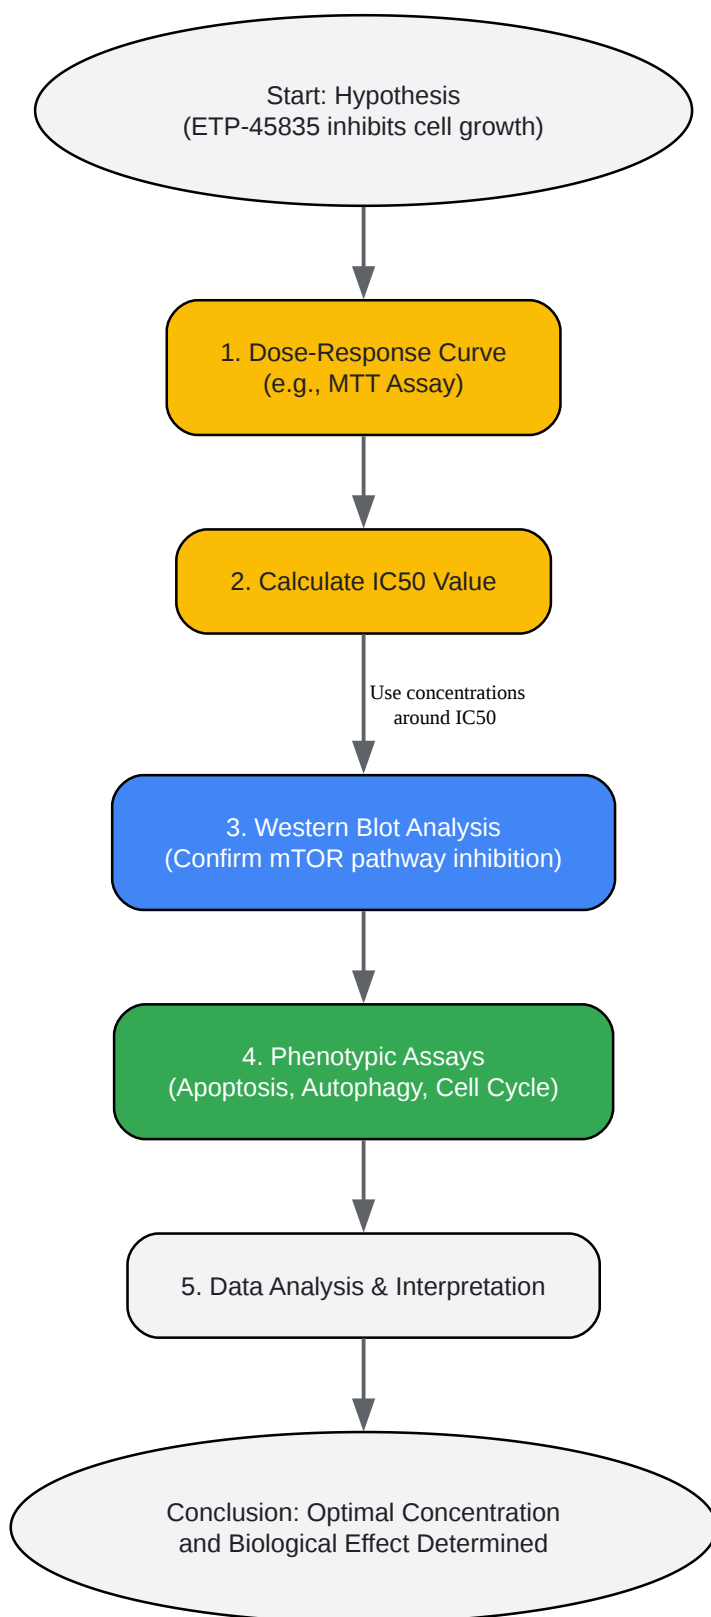 Start: Hypothesis
(ETP-45835 inhibits cell growth)
1. Dose-Response Curve
(e.g., MTT Assay)
2. Calculate IC50 Value
Use concentrations
around IC50
3. Western Blot Analysis
(Confirm mTOR pathway inhibition)
4. Phenotypic Assays
(Apoptosis, Autophagy, Cell Cycle)
5. Data Analysis & Interpretation
Conclusion: Optimal Concentration
and Biological Effect Determined